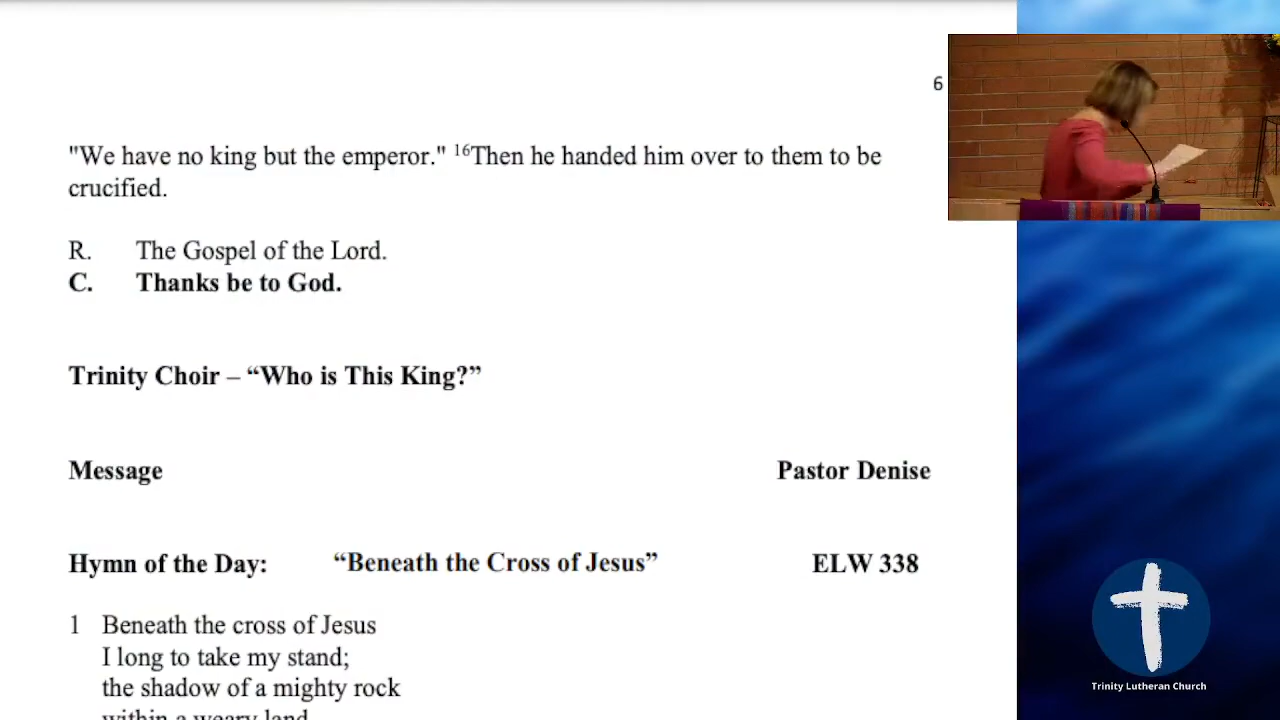 6
"We have no king but the emperor." 16Then he handed him over to them to be
crucified.
R. The Gospel of the Lord.
C. Thanks be to God.
Trinity Choir – “Who is This King?”
Message Pastor Denise
Hymn of the Day: “Beneath the Cross of Jesus” ELW 338
1 Beneath the cross of Jesus
I long to take my stand;
the shadow of a mighty rock
within a weary land
Trinity Lutheran Church